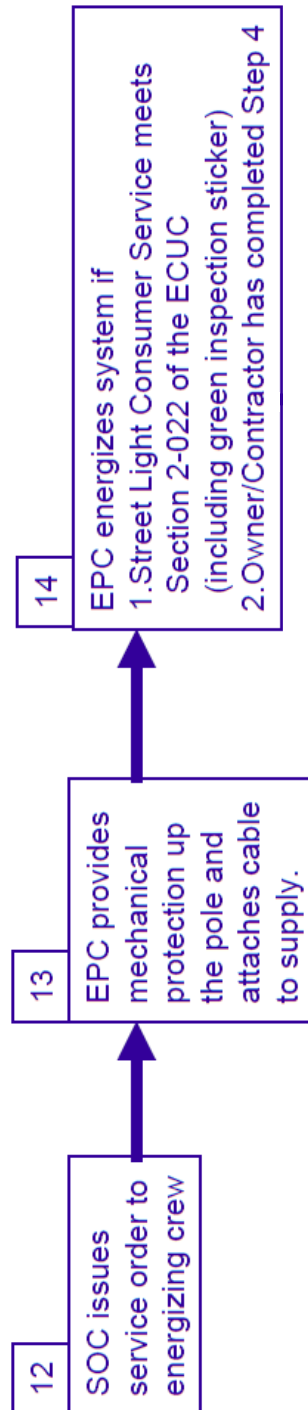 12
SOC issues
service order to
energizing crew
13
EPC provides
mechanical
protection up
the pole and
attaches cable
to supply.
14
EPC energizes system if
1.Street Light Consumer Service meets
Section 2-022 of the ECUC
(including green inspection sticker)
2.Owner/Contractor has completed Step 4